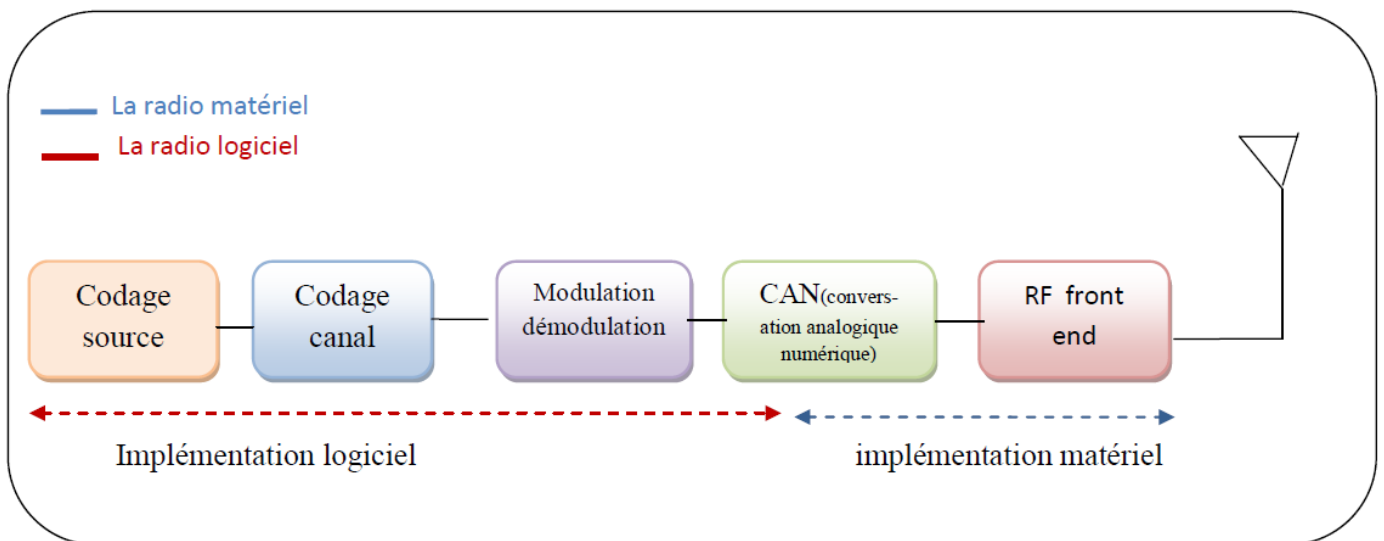 La radio matériel
La radio logiciel
Codage
source
Codage
canal
Modulation
démodulation
CAN(convers-
ation analogique
numérique)
RF front
end
Implémentation logiciel
implémentation matériel